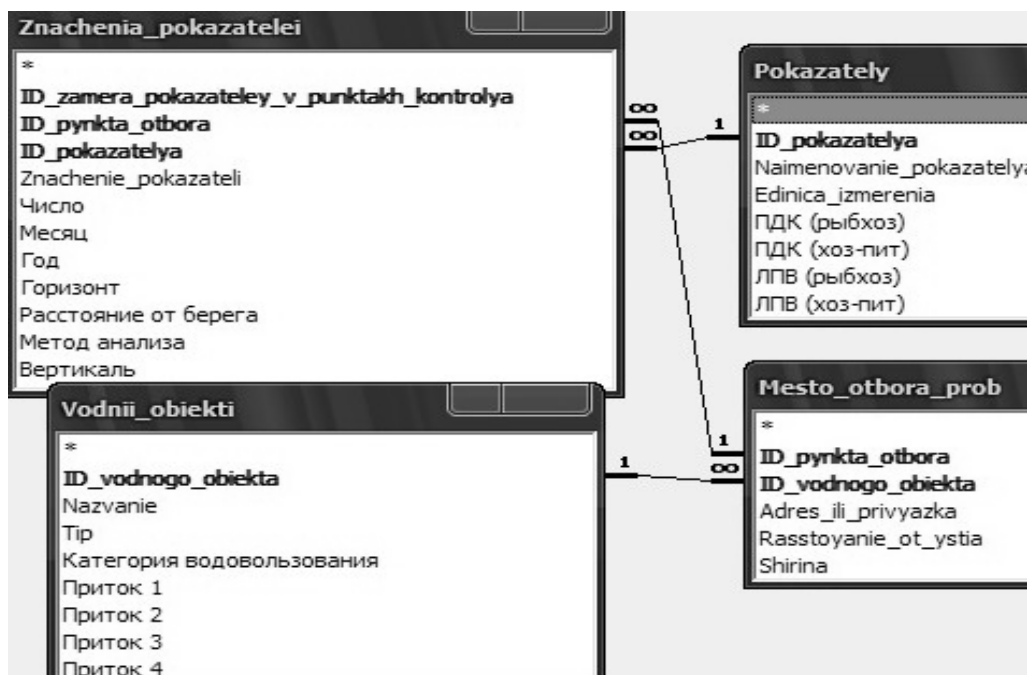 Znachenia_pokazatelei
*
ID_zamera_pokazateley_v_punktakh_kontrolya
ID_pynkta_otbora
ID_pokazatelya
Znachenie_pokazateli
Число
Месяц
Год
Горизонт
Расстояние от берега
Метод анализа
Вертикаль
∞
∞
1
Pokazately
*
ID_pokazatelya
Naimenovanie_pokazatelya
Edinica_izmerenia
ПДК (рыбхоз)
ПДК (хоз-пит)
ЛПВ (рыбхоз)
ЛПВ (хоз-пит)
Vodnii_obiekti
*
ID_vodnogo_obiekta
Nazvanie
Tip
Категория водовользования
Приток 1
Приток 2
Приток 3
Приток 4
1
1
∞
Mesto_otbora_prob
*
ID_pynkta_otbora
ID_vodnogo_obiekta
Adres_ili_privyazka
Rasstoyanie_ot_ystia
Shirina